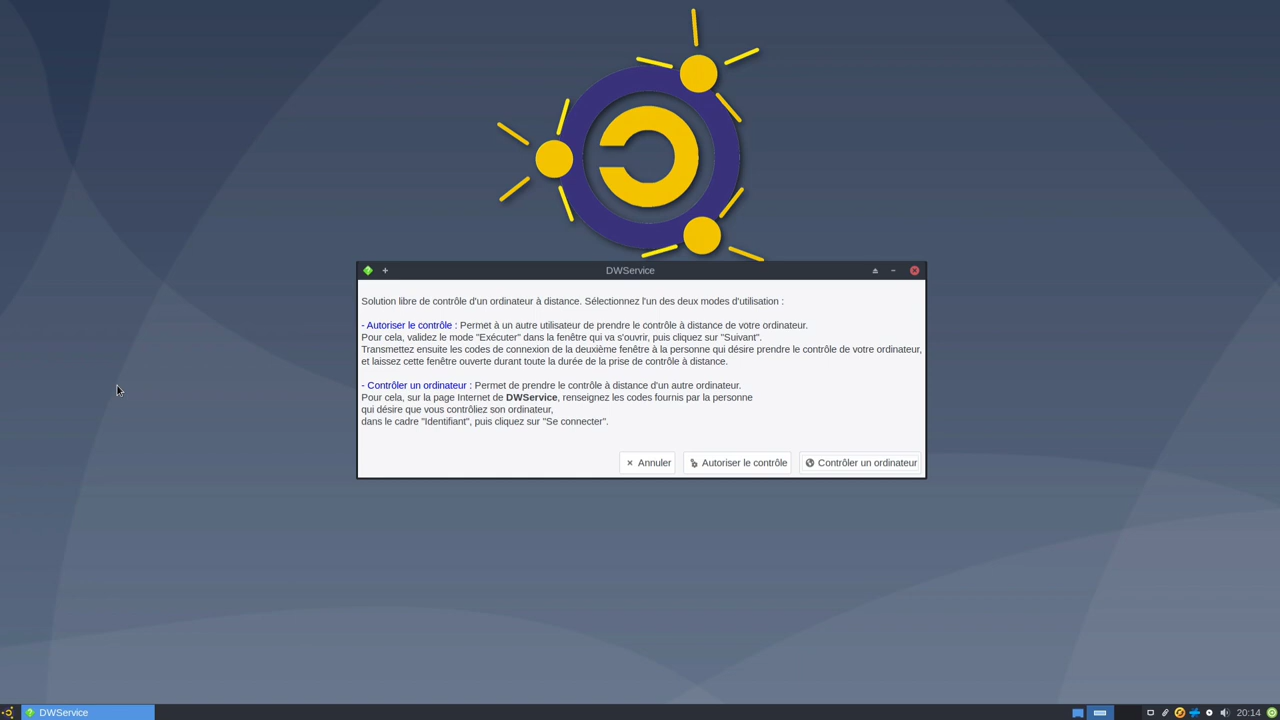 DWService
Solution libre de contrôle d'un ordinateur à distance. Sélectionnez l'un des deux modes d'utilisation :
- Autoriser le contrôle : Permet à un autre utilisateur de prendre le contrôle à distance de votre ordinateur.
Pour cela, validez le mode "Exécuter" dans la fenêtre qui va s'ouvrir, puis cliquez sur "Suivant".
Transmettez ensuite les codes de connexion de la deuxième fenêtre à la personne qui désire prendre le contrôle de votre ordinateur,
et laissez cette fenêtre ouverte durant toute la durée de la prise de contrôle à distance.
- Contrôler un ordinateur : Permet de prendre le contrôle à distance d'un autre ordinateur.
Pour cela, sur la page Internet de DWService, renseignez les codes fournis par la personne
qui désire que vous contrôliez son ordinateur,
dans le cadre "Identifiant", puis cliquez sur "Se connecter".
Annuler Autoriser le contrôle Contrôler un ordinateur
DWService 20:14